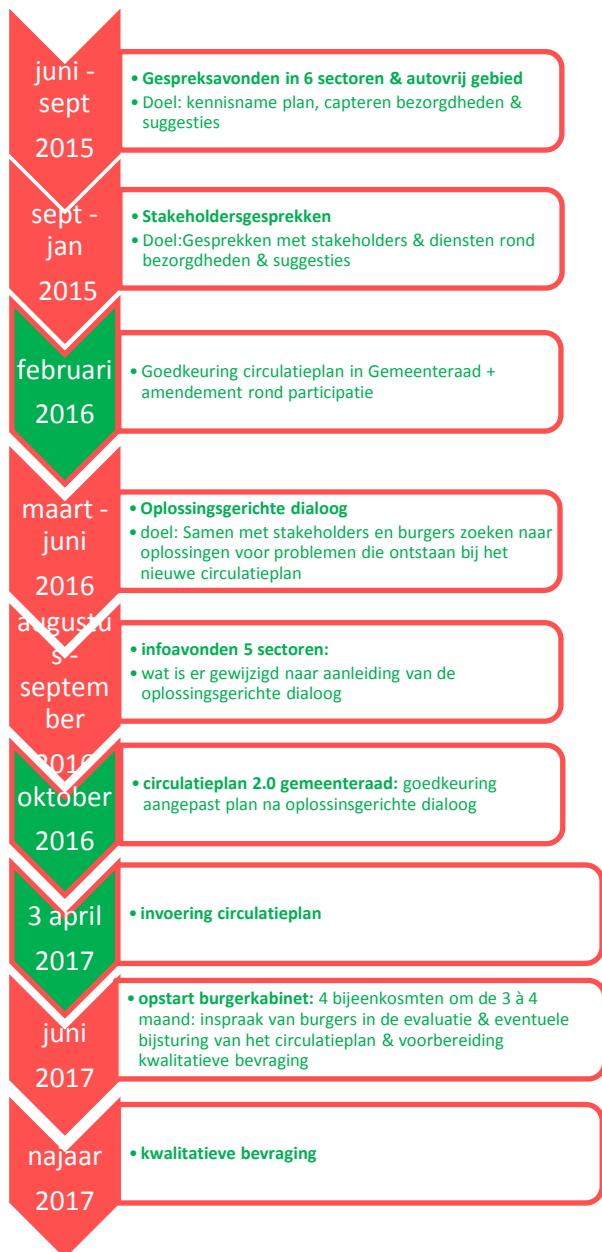 juni -
sept
2015
• Gespreksavonden in 6 sectoren & autovrij gebied
• Doel: kennisname plan, capteren bezorgdheden &
suggesties
sept -
jan
2015
• Stakeholdersgesprekken
• Doel:Gesprekken met stakeholders & diensten rond
bezorgdheden & suggesties
februari
2016
• Goedkeuring circulatieplan in Gemeenteraad +
amendement rond participatie
maart -
juni
2016
• Oplossingsgerichte dialoog
• doel: Samen met stakeholders en burgers zoeken naar
oplossingen voor problemen die ontstaan bij het
nieuwe circulatieplan
augustu
s -
septem
ber
2016
• infoavonden 5 sectoren:
• wat is er gewijzigd naar aanleiding van de
oplossingsgerichte dialoog
oktober
2016
• circulatieplan 2.0 gemeenteraad: goedkeuring
aangepast plan na oplossinsgerichte dialoog
3 april
2017
• invoering circulatieplan
juni
2017
• opstart burgerkabinet: 4 bijeenkosmten om de 3 à 4
maand: inspraak van burgers in de evaluatie & eventuele
bijsturing van het circulatieplan & voorbereiding
kwalitatieve bevraging
najaar
2017
• kwalitatieve bevraging